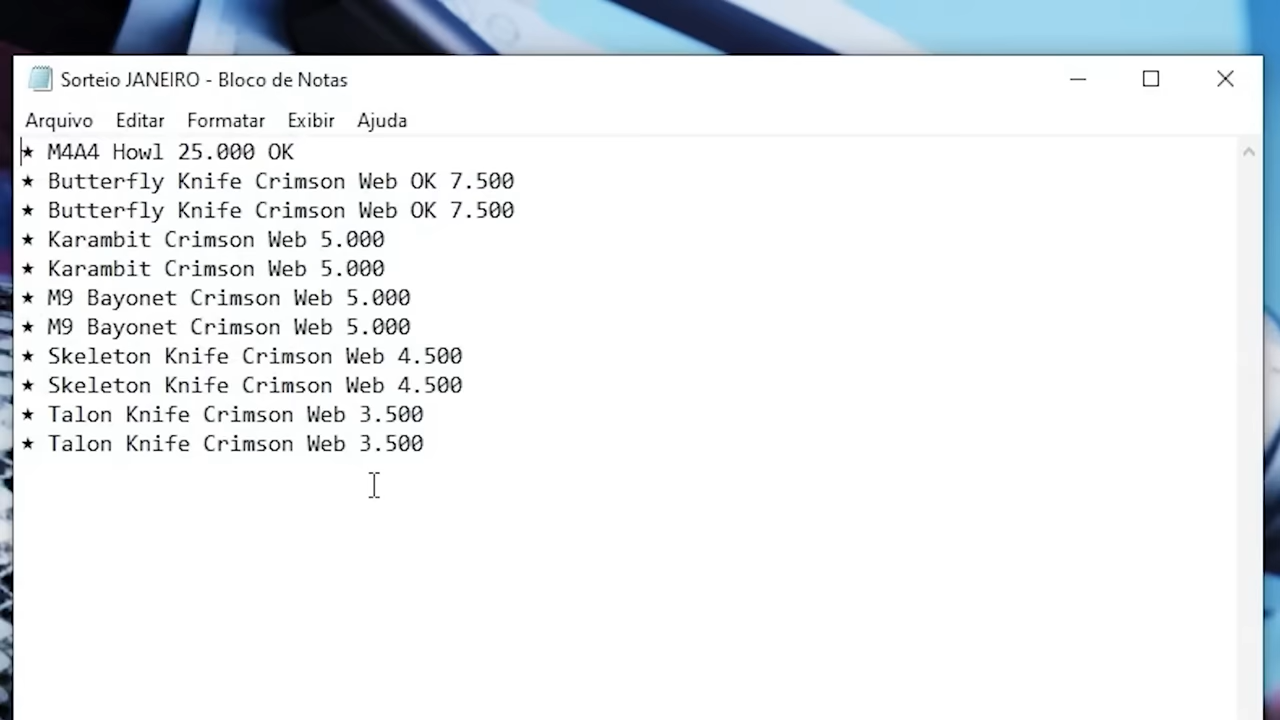 Sorteio JANEIRO - Bloco de Notas
Arquivo Editar Formatar Exibir Ajuda
★ M4A4 Howl 25.000 OK
★ Butterfly Knife Crimson Web OK 7.500
★ Butterfly Knife Crimson Web OK 7.500
★ Karambit Crimson Web 5.000
★ Karambit Crimson Web 5.000
★ M9 Bayonet Crimson Web 5.000
★ M9 Bayonet Crimson Web 5.000
★ Skeleton Knife Crimson Web 4.500
★ Skeleton Knife Crimson Web 4.500
★ Talon Knife Crimson Web 3.500
★ Talon Knife Crimson Web 3.500